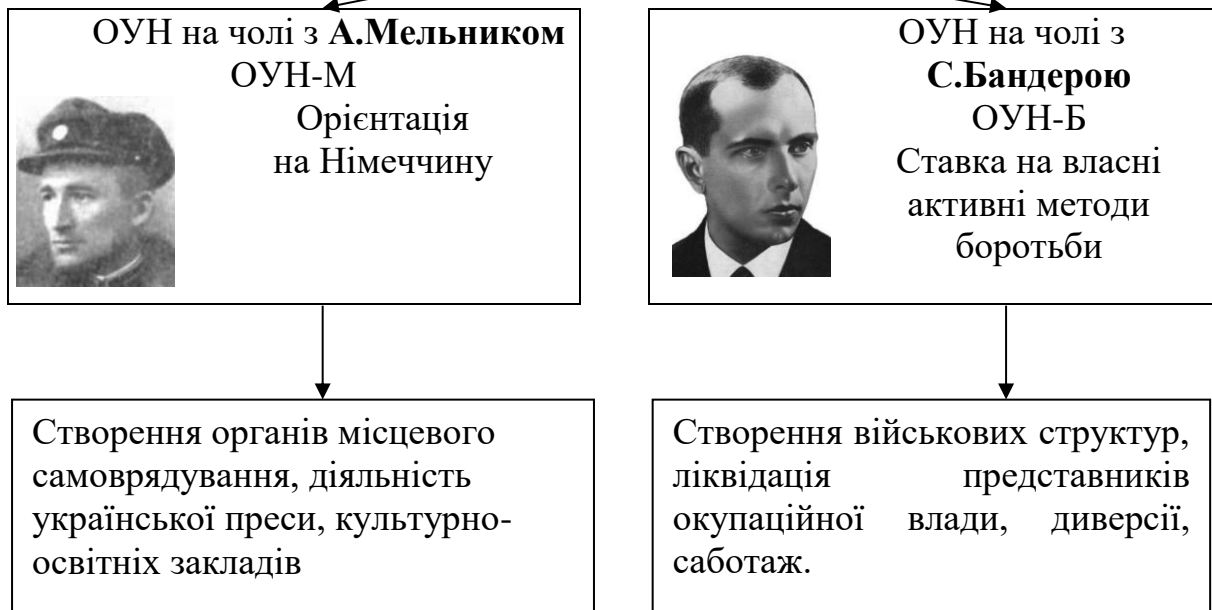 ОУН на чолі з А.Мельником
ОУН-М
Орієнтація
на Німеччину
ОУН на чолі з
С.Бандерою
ОУН-Б
Ставка на власні
активні методи
боротьби
Створення органів місцевого
самоврядування, діяльність
української преси, культурно-
освітніх закладів
Створення військових структур,
ліквідація представників
окупаційної влади, диверсії,
саботаж.